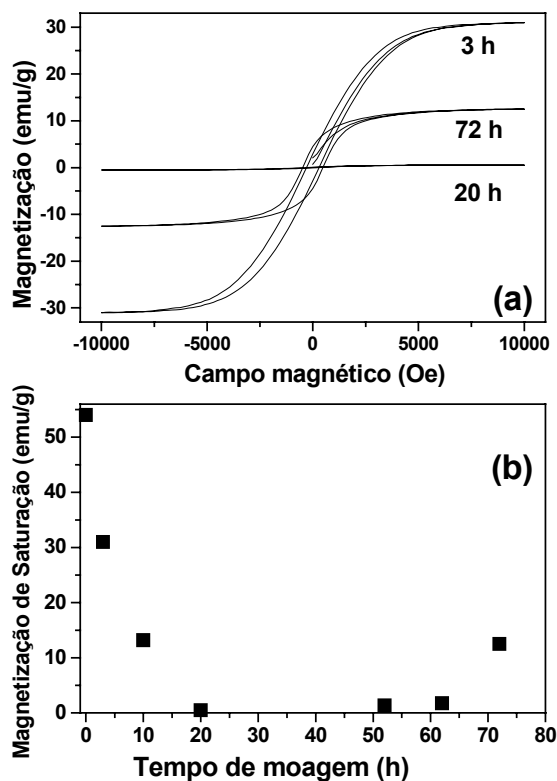 Magnetização (emu/g)
30
20
10
0
-10
-20
-30
3 h
72 h
20 h
(a)
-10000 -5000 0 5000 10000
Campo magnético (Oe)
Magnetização de Saturação (emu/g)
50
40
30
20
10
0
(b)
0 10 20 30 40 50 60 70 80
Tempo de moagem (h)